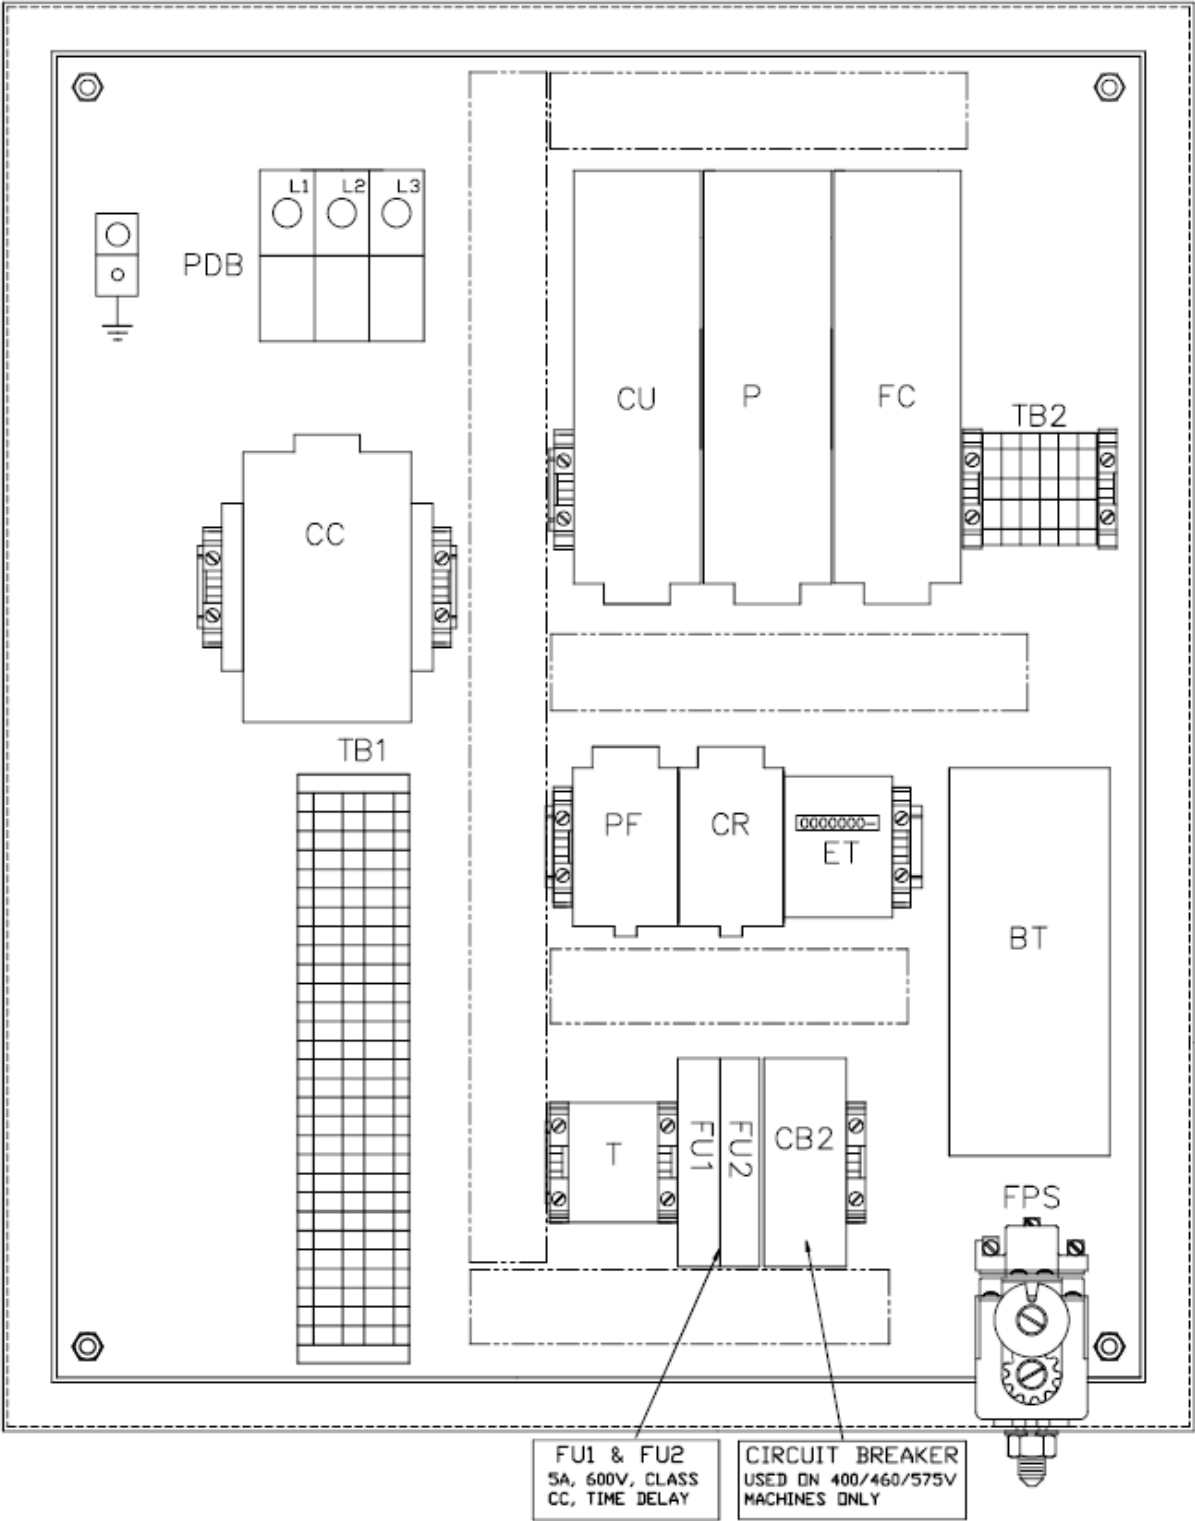 L1 L2 L3
PDB
CU P FC
TB2
CC
TB1
PF CR 0000000-
ET
BT
T FU1 FU2 CB2
FPS
FU1 & FU2
5A, 600V, CLASS
CC, TIME DELAY
CIRCUIT BREAKER
USED ON 400/460/575V
MACHINES ONLY